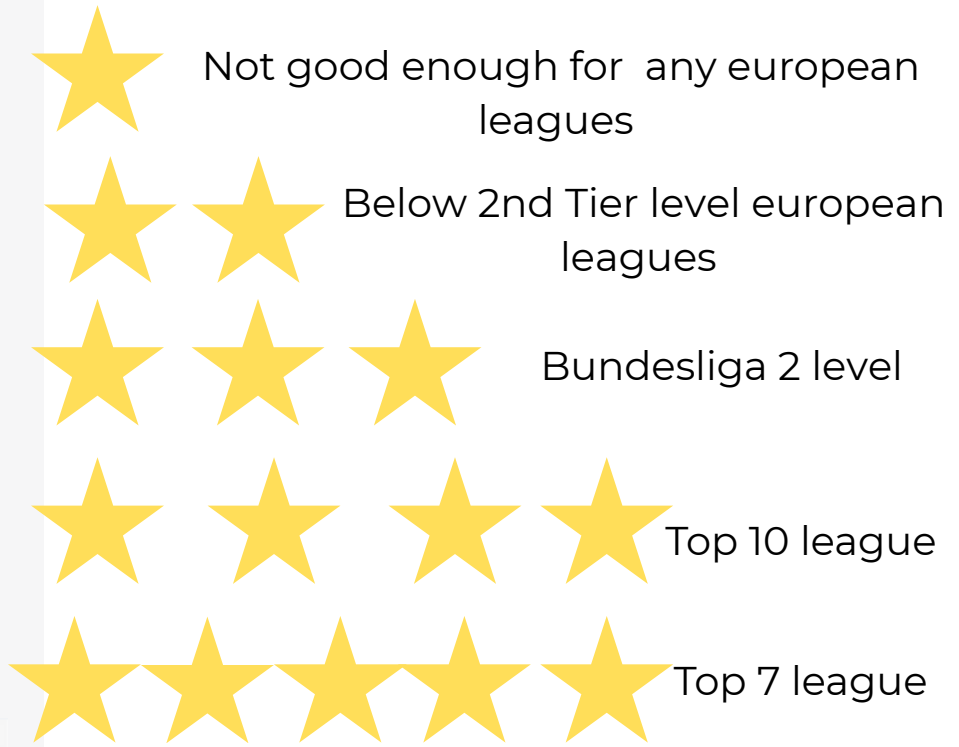 Not good enough for any european
leagues
Below 2nd Tier level european
leagues
Bundesliga 2 level
Top 10 league
Top 7 league